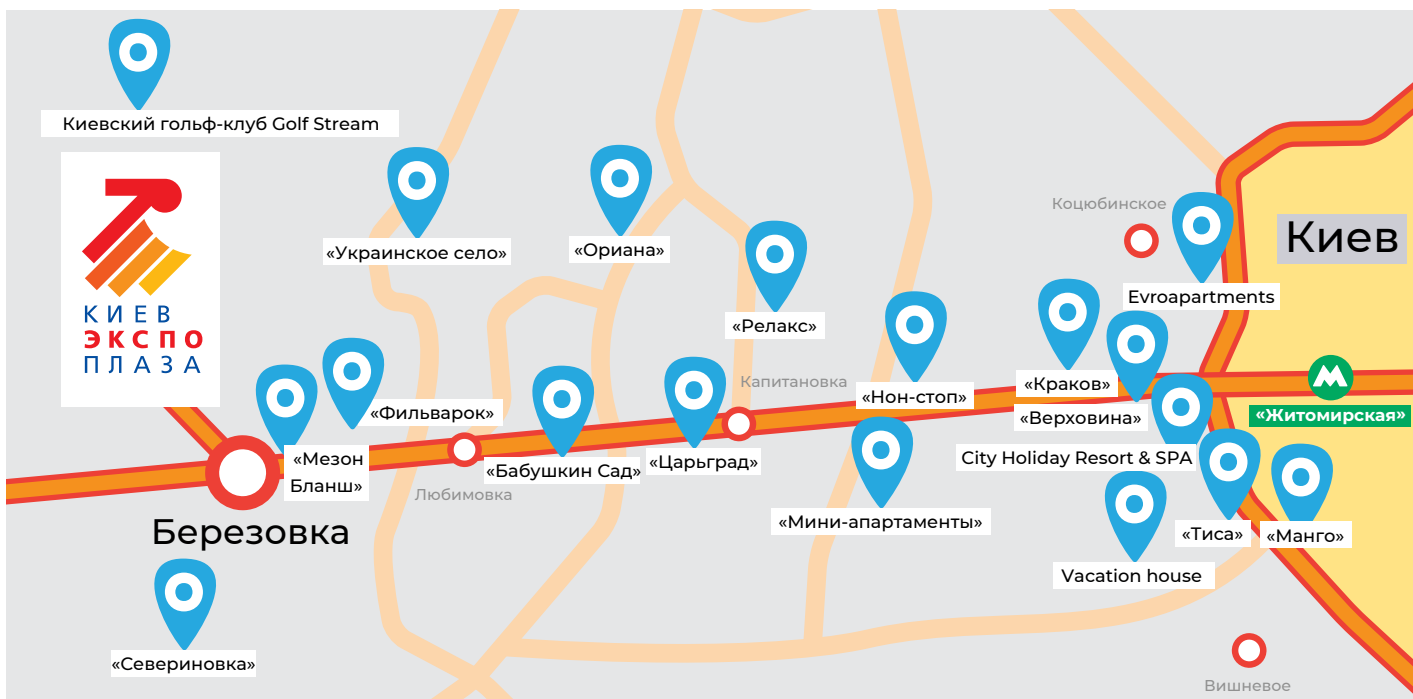 Киевский гольф-клуб Golf Stream
КИЕВ
ЭКСПО
ПЛАЗА
«Украинское село»
«Ориана»
«Релакс»
Коцюбинское
Киев
Evroapartments
«Фильварок»
«Мезон
Бланш»
Березовка
Любимовка
«Бабушкин Сад»
«Царьград»
Капитановка
«Нон-стоп»
«Краков»
«Верховина»
«Житомирская»
City Holiday Resort & SPA
«Мини-апартаменты»
«Тиса»
«Манго»
Vacation house
«Севериновка»
Вишневое